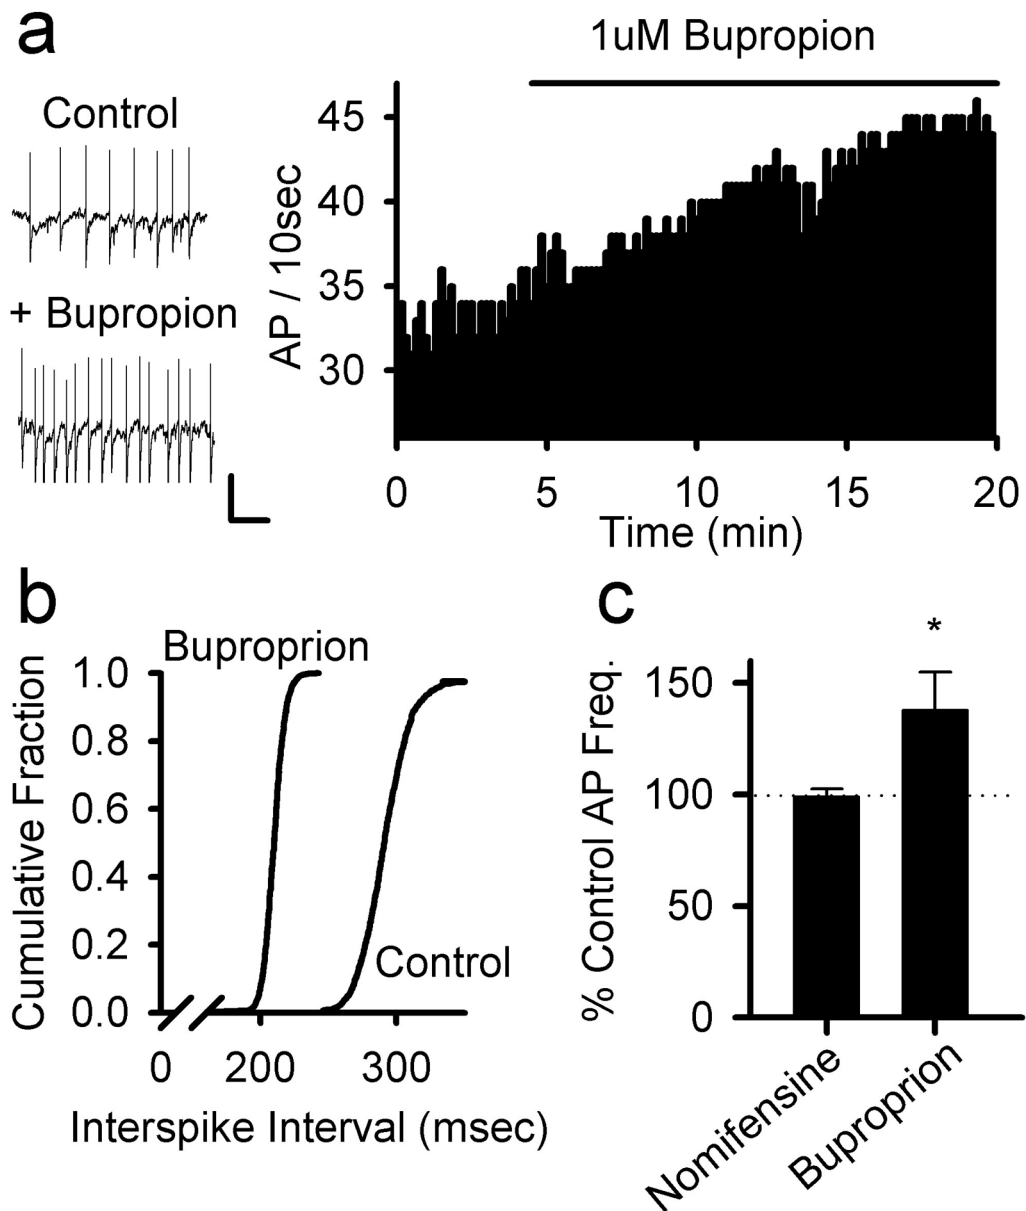 a
1uM Bupropion
Control
+ Bupropion
AP / 10sec
45
40
35
30
0 5 10 15 20
Time (min)
b
Buproprion
Control
Cumulative Fraction
1.0
0.8
0.6
0.4
0.2
0.0
0 200 300
Interspike Interval (msec)
c
*
% Control AP Freq.
150
100
50
0
Nomifensine
Buproprion